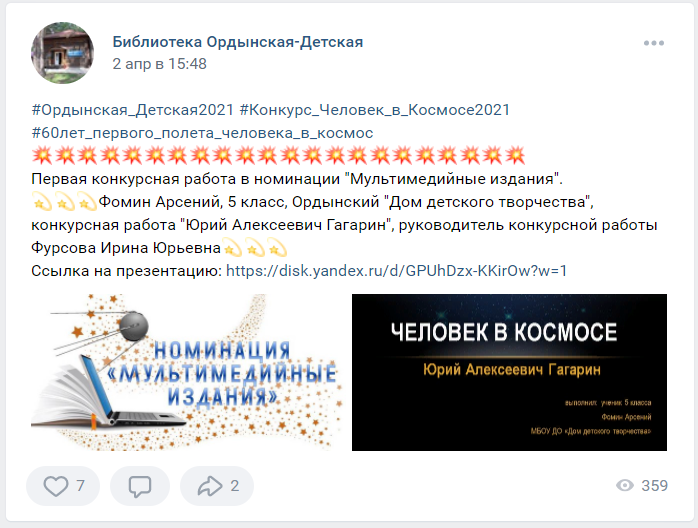 Библиотека Ордынская-Детская
2 апр в 15:48
#Ордынская_Детская2021 #Конкурс_Человек_в_Космосе2021
#60лет_первого_полета_человека_в_космос
Первая конкурсная работа в номинации "Мультимедийные издания".
Фомин Арсений, 5 класс, Ордынский "Дом детского творчества",
конкурсная работа "Юрий Алексеевич Гагарин", руководитель конкурсной работы
Фурсова Ирина Юрьевна
Ссылка на презентацию: https://disk.yandex.ru/d/GPUhDzx-KKirOw?w=1
НОМИНАЦИЯ
«МУЛЬТИМЕДИЙНЫЕ
ИЗДАНИЯ»
ЧЕЛОВЕК В КОСМОСЕ
Юрий Алексеевич Гагарин
выполнил: ученик 5 класса
Фомин Арсений
МБОУ ДО «Дом детского творчества»
7
2
359